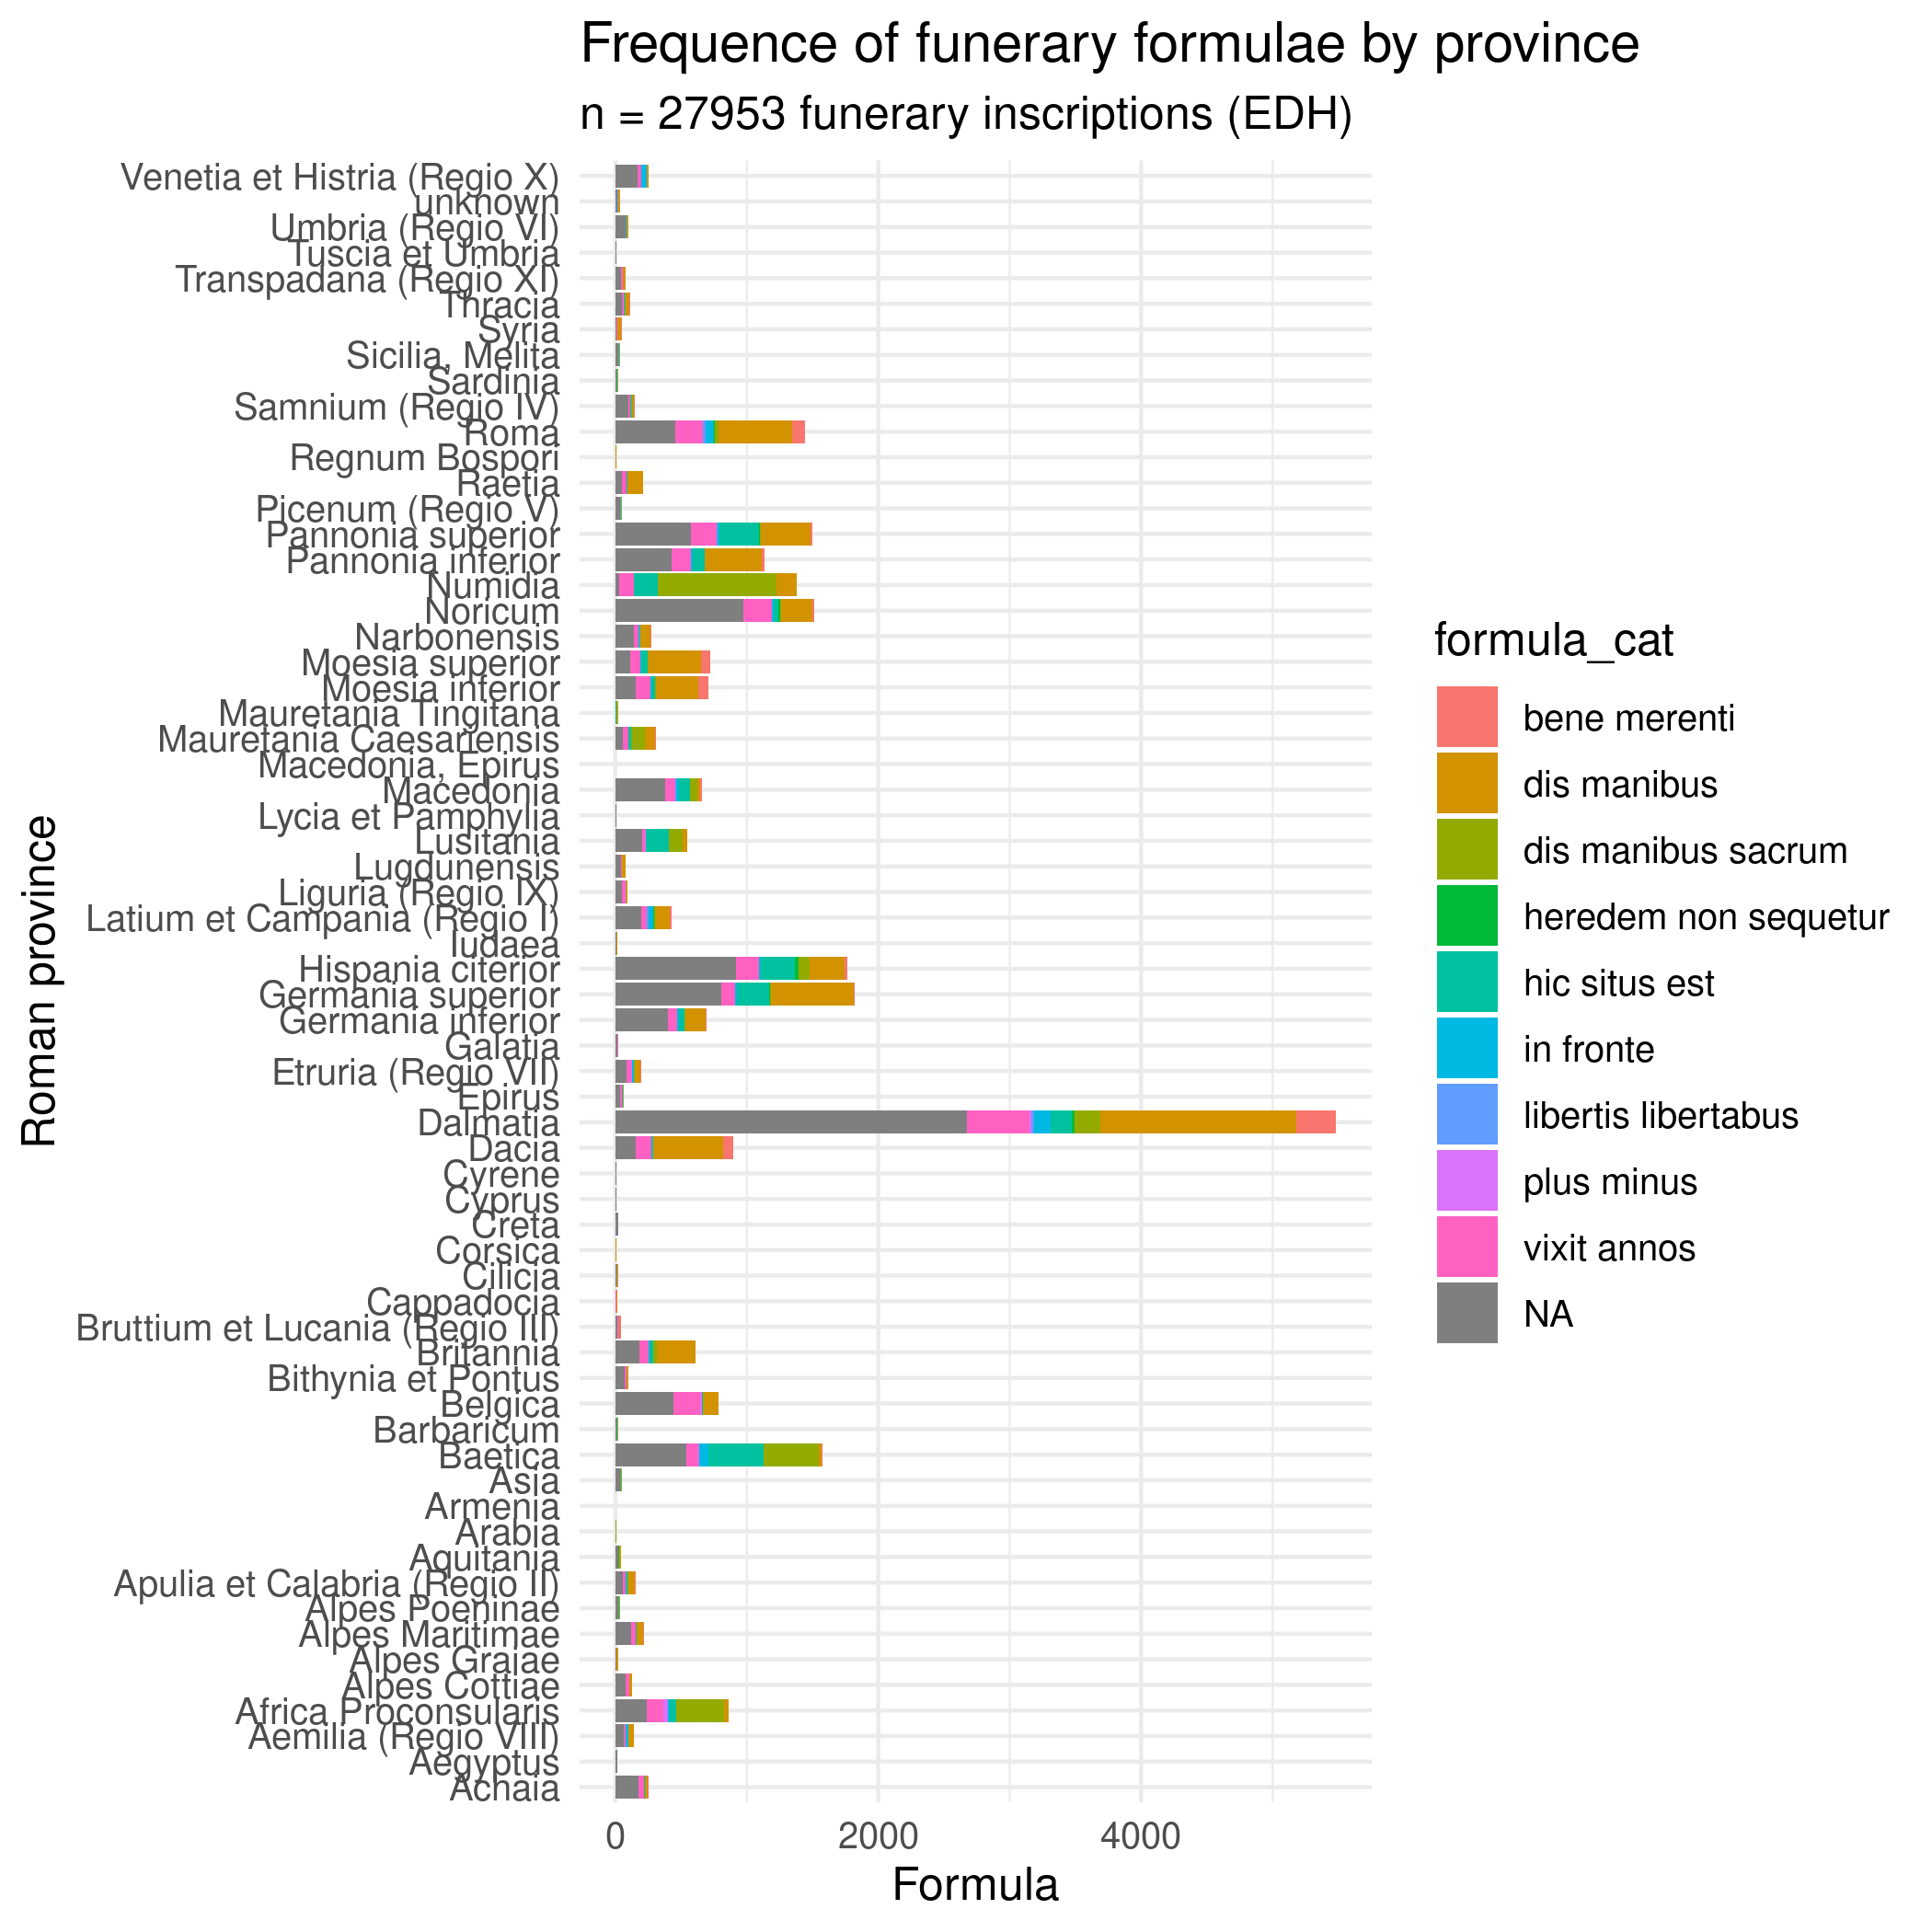 Frequence of funerary formulae by province
n = 27953 funerary inscriptions (EDH)
Roman province
Venetia et Histria (Regio X)
unknown
Umbria (Regio VI)
Tuscia et Umbria
Transpadana (Regio XI)
Thracia
Syria
Sicilia, Melita
Sardinia
Samnium (Regio IV)
Roma
Regnum Bospori
Raetia
Picenum (Regio V)
Pannonia superior
Pannonia inferior
Numidia
Noricum
Narbonensis
Moesia superior
Moesia inferior
Mauretania Tingitana
Mauretania Caesariensis
Macedonia, Epirus
Macedonia
Lycia et Pamphylia
Lusitania
Lugdunensis
Liguria (Regio IX)
Latium et Campania (Regio I)
Iudaea
Hispania citerior
Germania superior
Germania inferior
Galatia
Etruria (Regio VII)
Epirus
Dalmatia
Dacia
Cyrene
Cyprus
Creta
Corsica
Cilicia
Cappadocia
Bruttium et Lucania (Regio III)
Britannia
Bithynia et Pontus
Belgica
Barbaricum
Baetica
Asia
Armenia
Arabia
Aquitania
Apulia et Calabria (Regio II)
Alpes Poeninae
Alpes Maritimae
Alpes Graiae
Alpes Cottiae
Africa Proconsularis
Aemilia (Regio VIII)
Aegyptus
Achaia
0 2000 4000
Formula
formula_cat
bene merenti
dis manibus
dis manibus sacrum
heredem non sequetur
hic situs est
in fronte
libertis libertabus
plus minus
vixit annos
NA